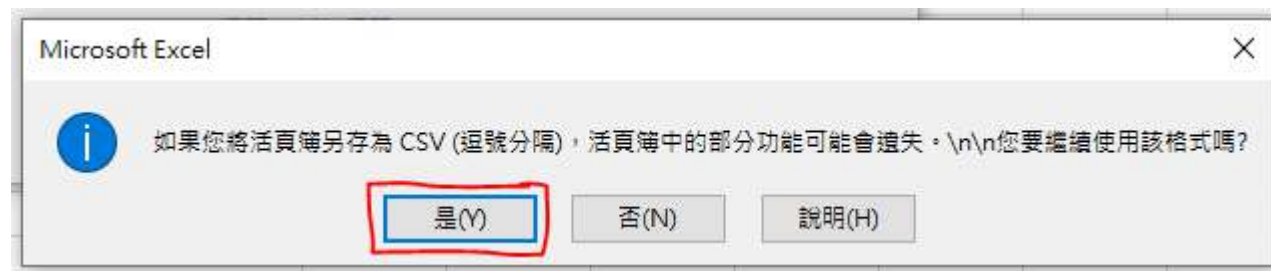 Microsoft Excel
如果您將活頁簿另存為 CSV (逗號分隔)，活頁簿中的部分功能可能會遺失。\n\n您要繼續使用該格式嗎?
是(Y)
否(N)
說明(H)